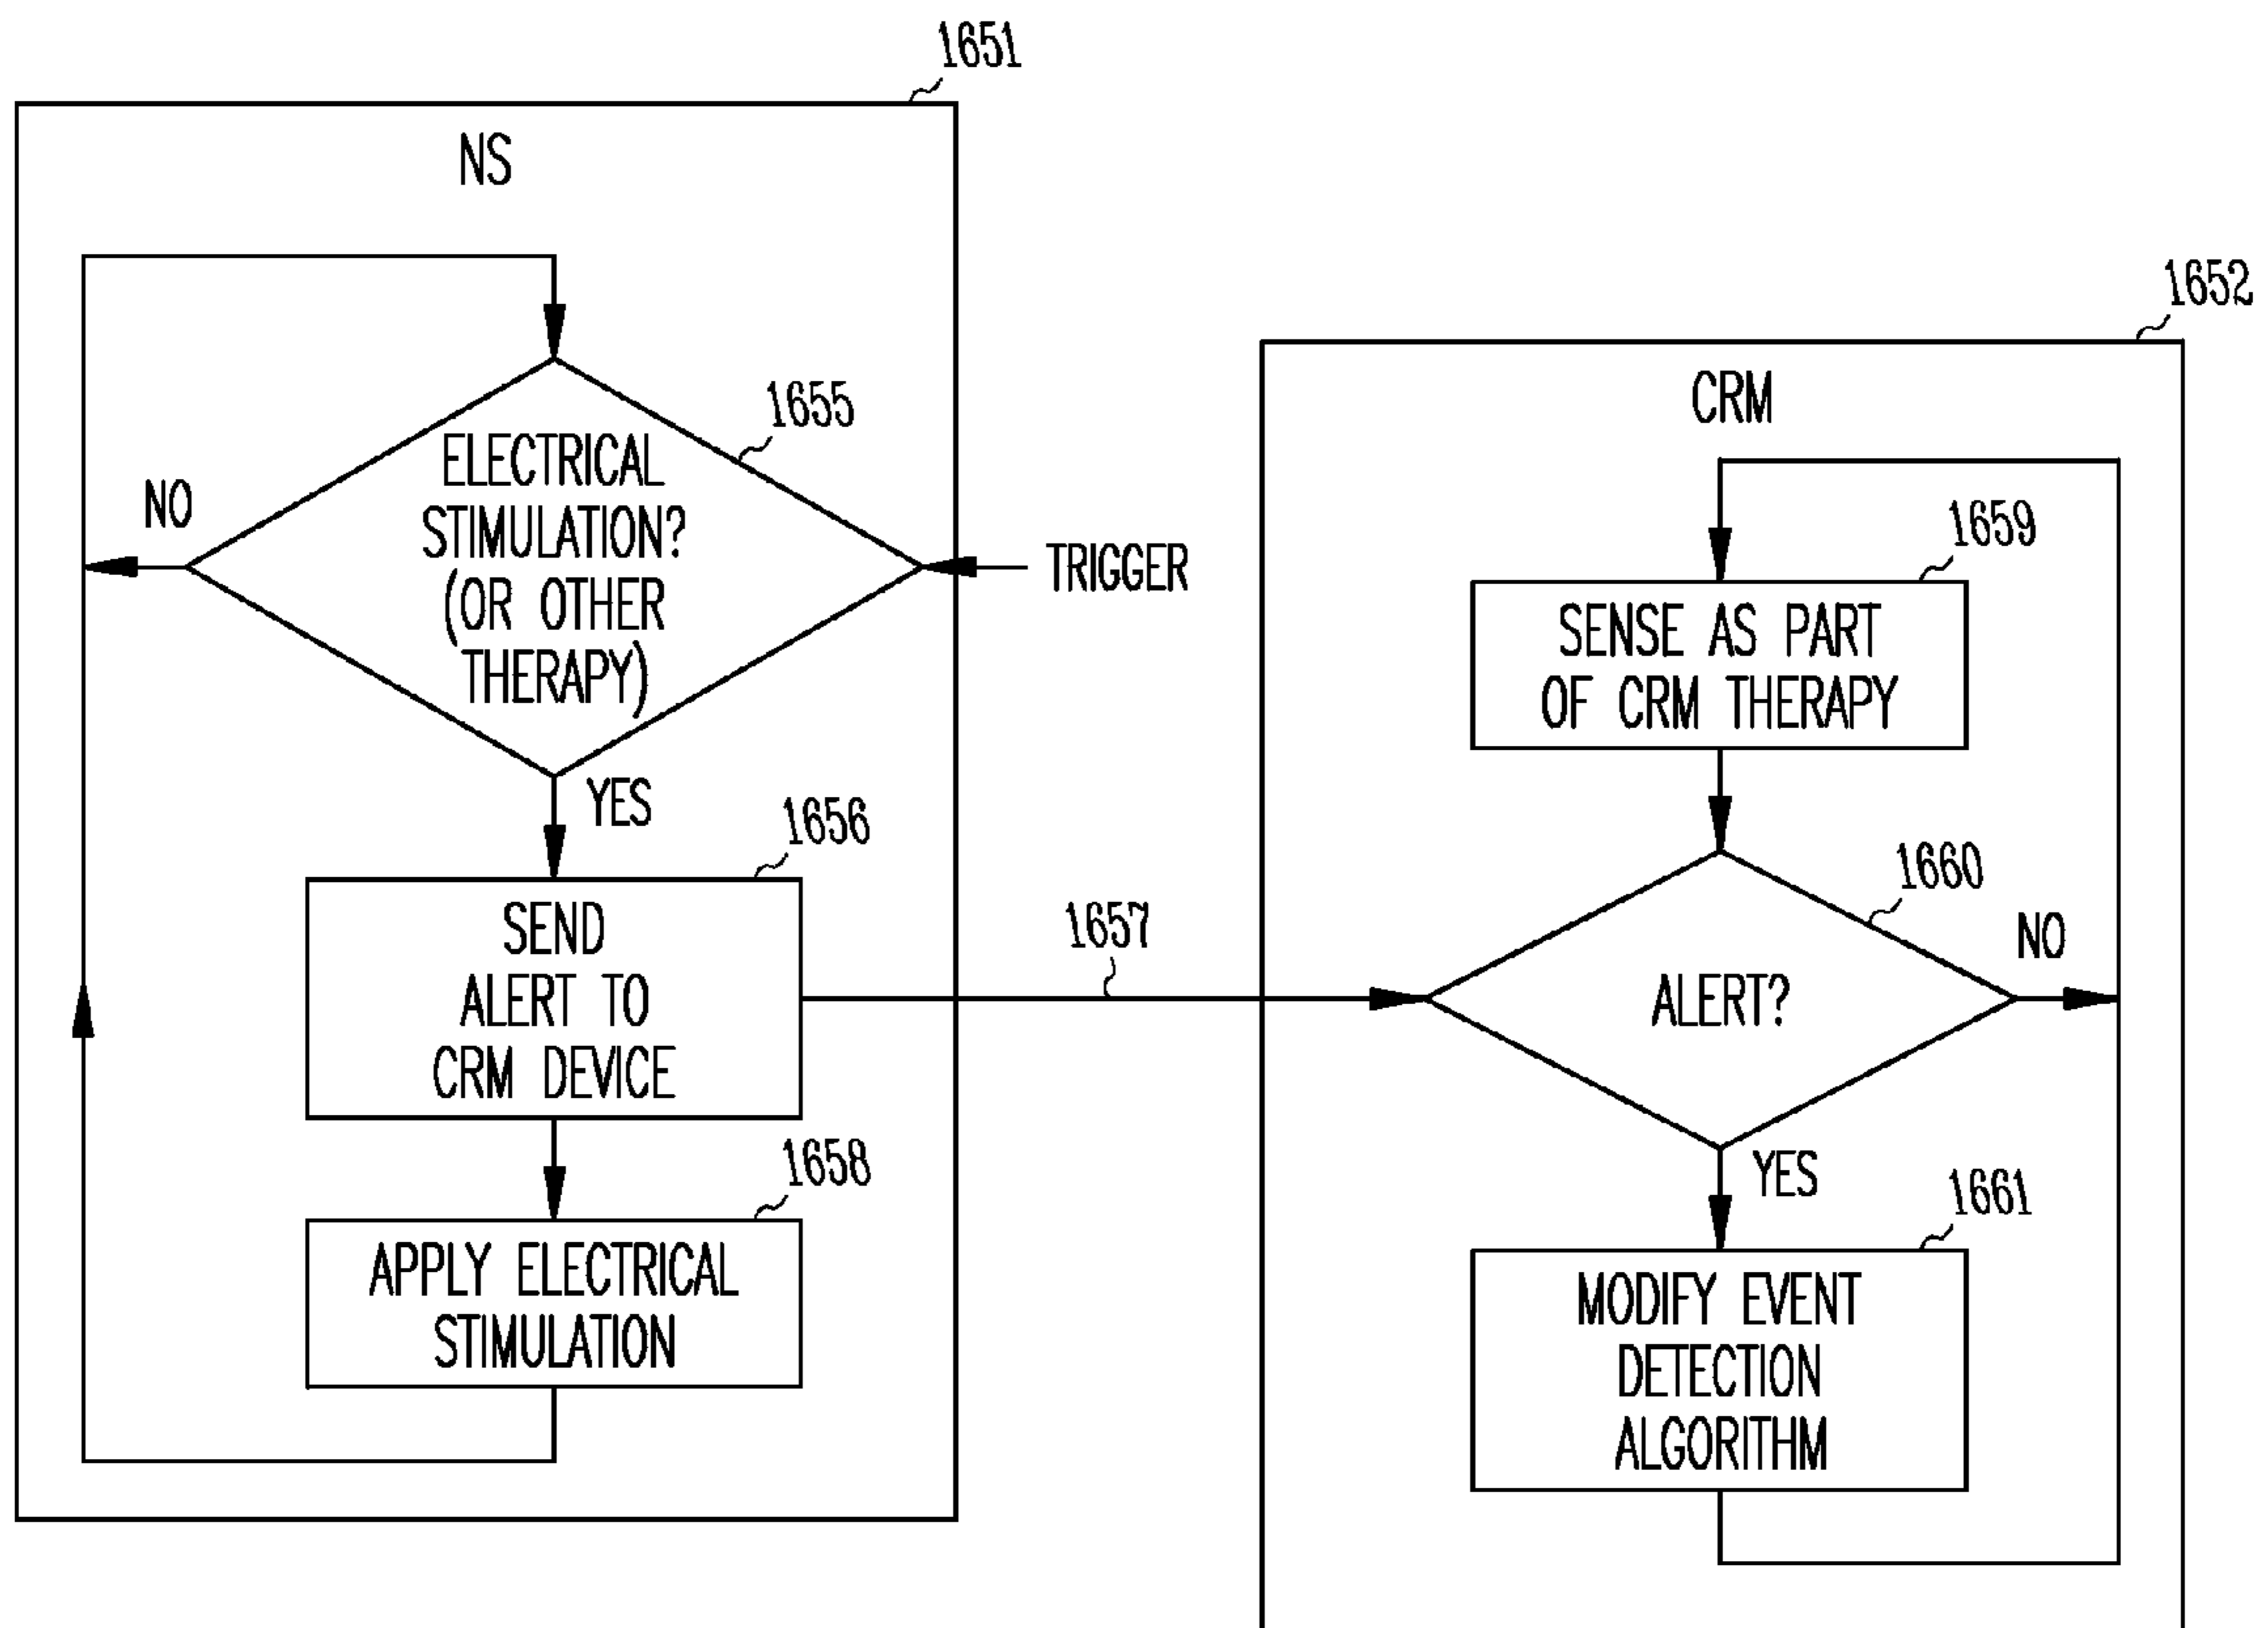 1651
NS
1655
ELECTRICAL
STIMULATION?
(OR OTHER
THERAPY)
NO
TRIGGER
YES
1656
SEND
ALERT TO
CRM DEVICE
1657
1658
APPLY ELECTRICAL
STIMULATION
1652
CRM
1659
SENSE AS PART
OF CRM THERAPY
1660
NO
ALERT?
YES
1661
MODIFY EVENT
DETECTION
ALGORITHM